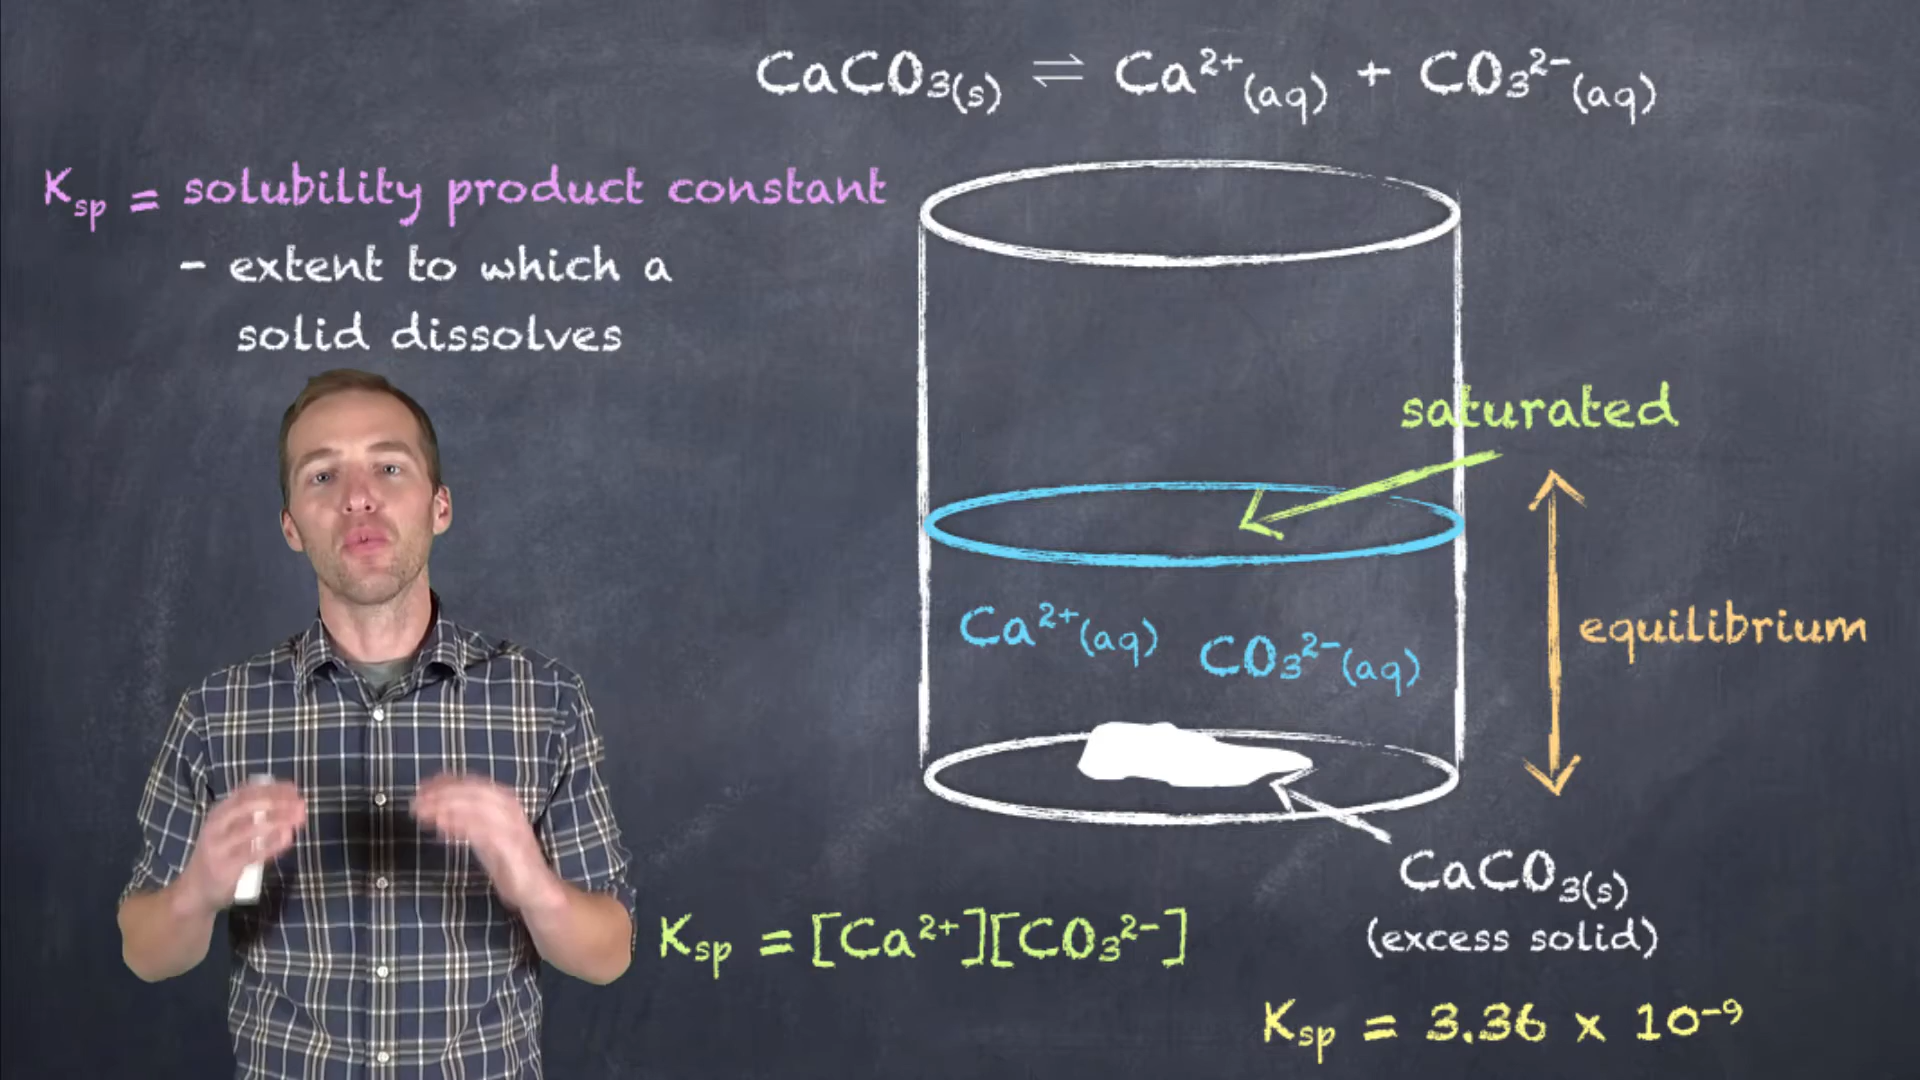 CaCO₃(s) ⇌ Ca²⁺(aq) + CO₃²⁻(aq)
Ksp = solubility product constant
- extent to which a
solid dissolves
saturated
equilibrium
Ca²⁺(aq) CO₃²⁻(aq)
CaCO₃(s)
(excess solid)
Ksp = [Ca²⁺][CO₃²⁻]
Ksp = 3.36 x 10⁻⁹